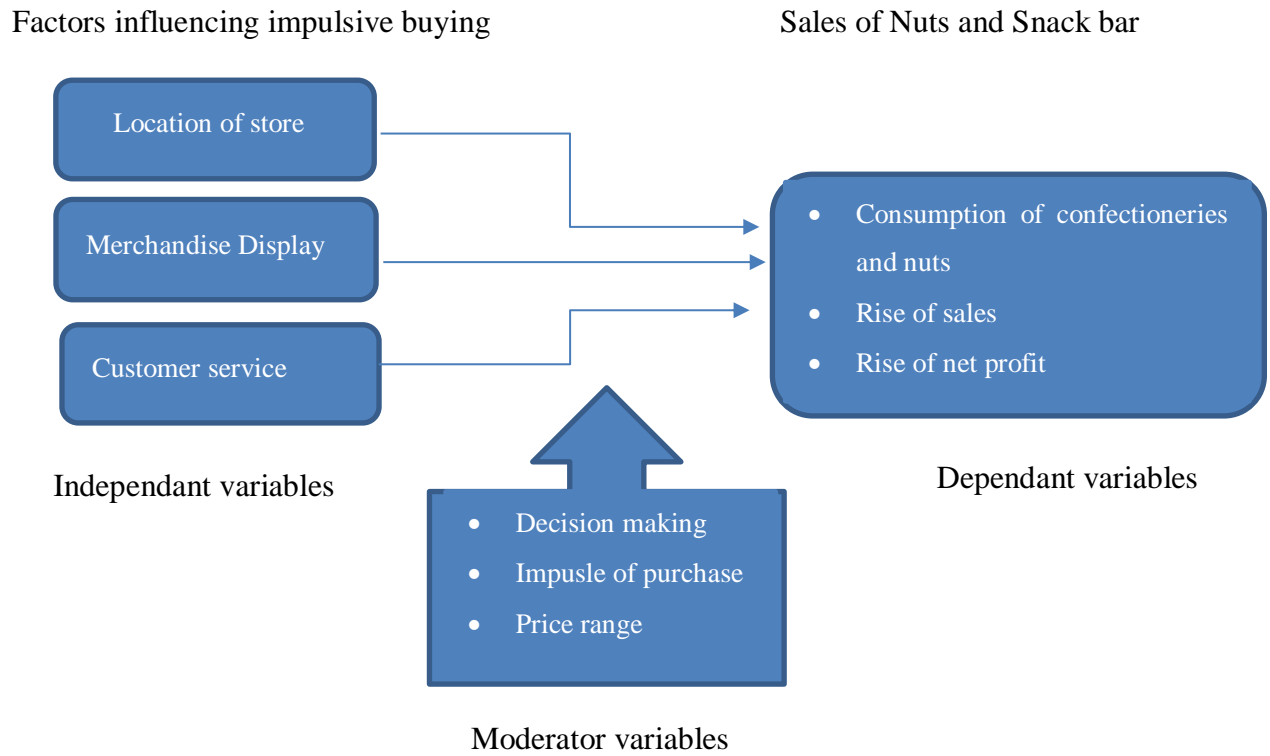 Factors influencing impulsive buying
Sales of Nuts and Snack bar
Location of store
Merchandise Display
Customer service
Independant variables
• Consumption of confectioneries
and nuts
• Rise of sales
• Rise of net profit
Dependant variables
• Decision making
• Impusle of purchase
• Price range
Moderator variables